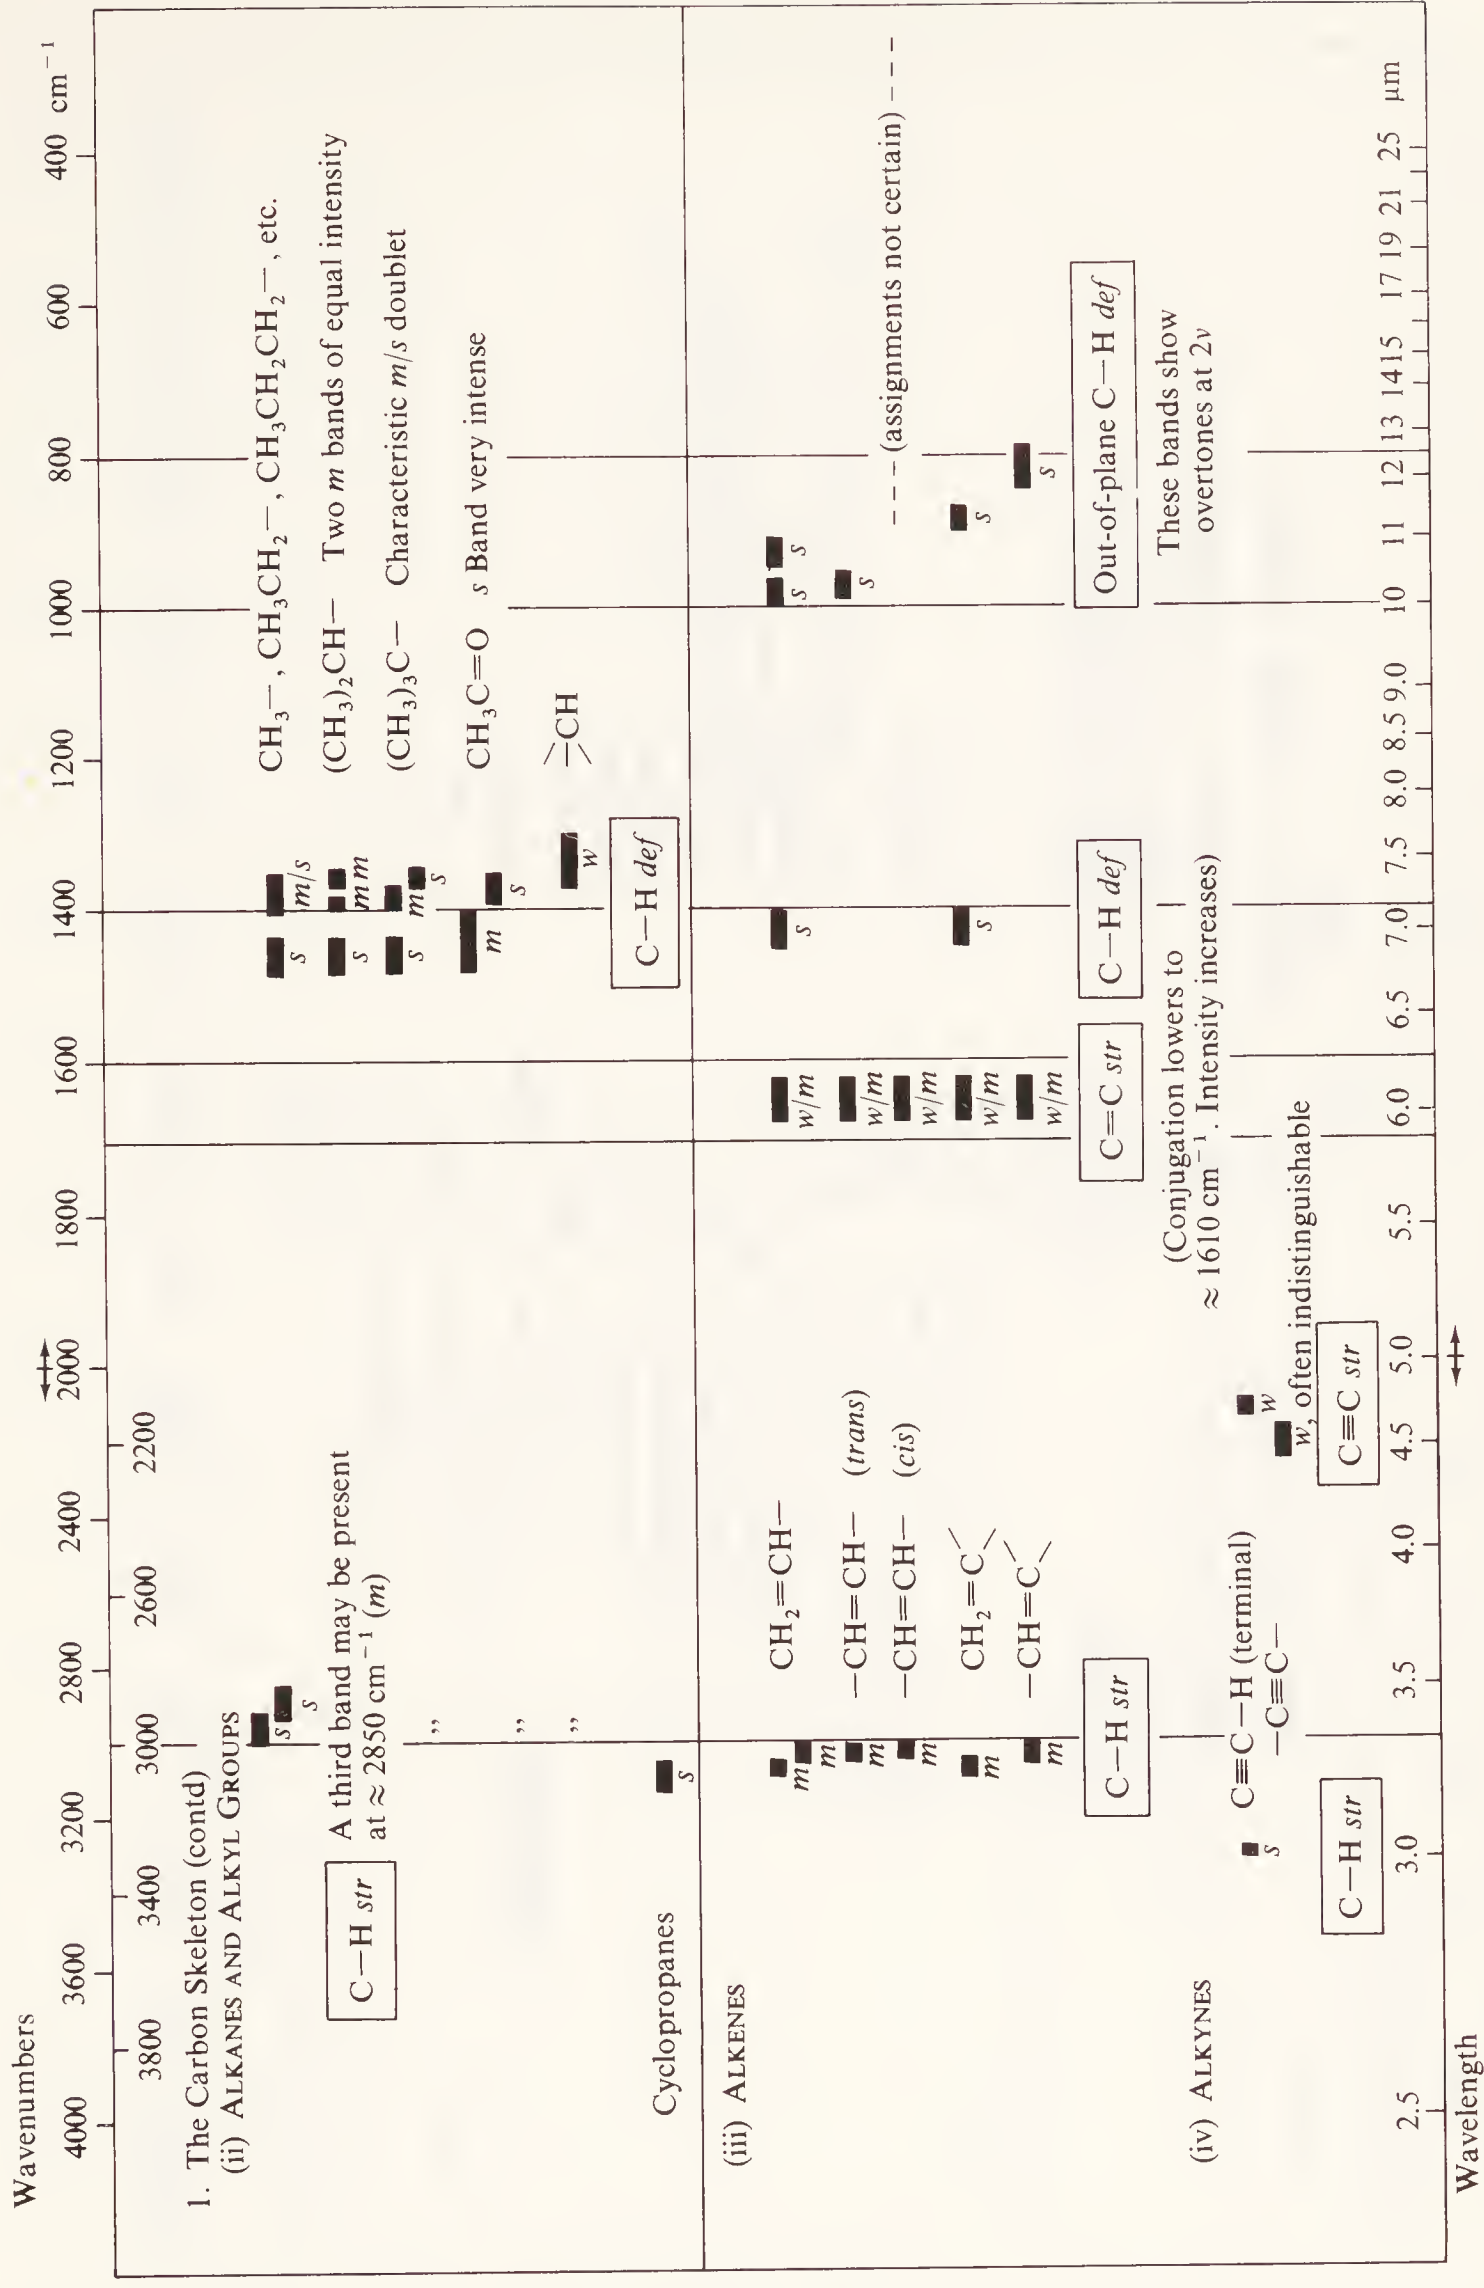 Wavenumbers
4000 3800 3600 3400 3200 3000 2800 2600 2400 2200 2000 1800 1600 1400 1200 1000 800 600 400 cm⁻¹
1. The Carbon Skeleton (contd)
(ii) ALKANES AND ALKYL GROUPS
s s s m/s CH₃—, CH₃CH₂—, CH₃CH₂CH₂—, etc.
C—H str
A third band may be present
at ≈ 2850 cm⁻¹ (m)
s m m (CH₃)₂CH— Two m bands of equal intensity
s m s (CH₃)₃C— Characteristic m/s doublet
"
m s CH₃C=O s Band very intense
"
w CH
"
C—H def
Cyclopropanes s
(iii) ALKENES
m m CH₂=CH— w/m s s s
m —CH=CH— (trans) w/m s
m —CH=CH— (cis) w/m – – – (assignments not certain) – – –
m CH₂=C w/m s s
m —CH=C w/m s
C—H str C=C str C—H def Out-of-plane C—H def
(Conjugation lowers to
≈ 1610 cm⁻¹. Intensity increases)
These bands show
overtones at 2ν
(iv) ALKYNES
s C≡C—H (terminal) w
—C≡C— w, often indistinguishable
C—H str C≡C str
2.5 3.0 3.5 4.0 4.5 5.0 5.5 6.0 6.5 7.0 7.5 8.0 8.5 9.0 10 11 12 13 14 15 17 19 21 25 μm
Wavelength